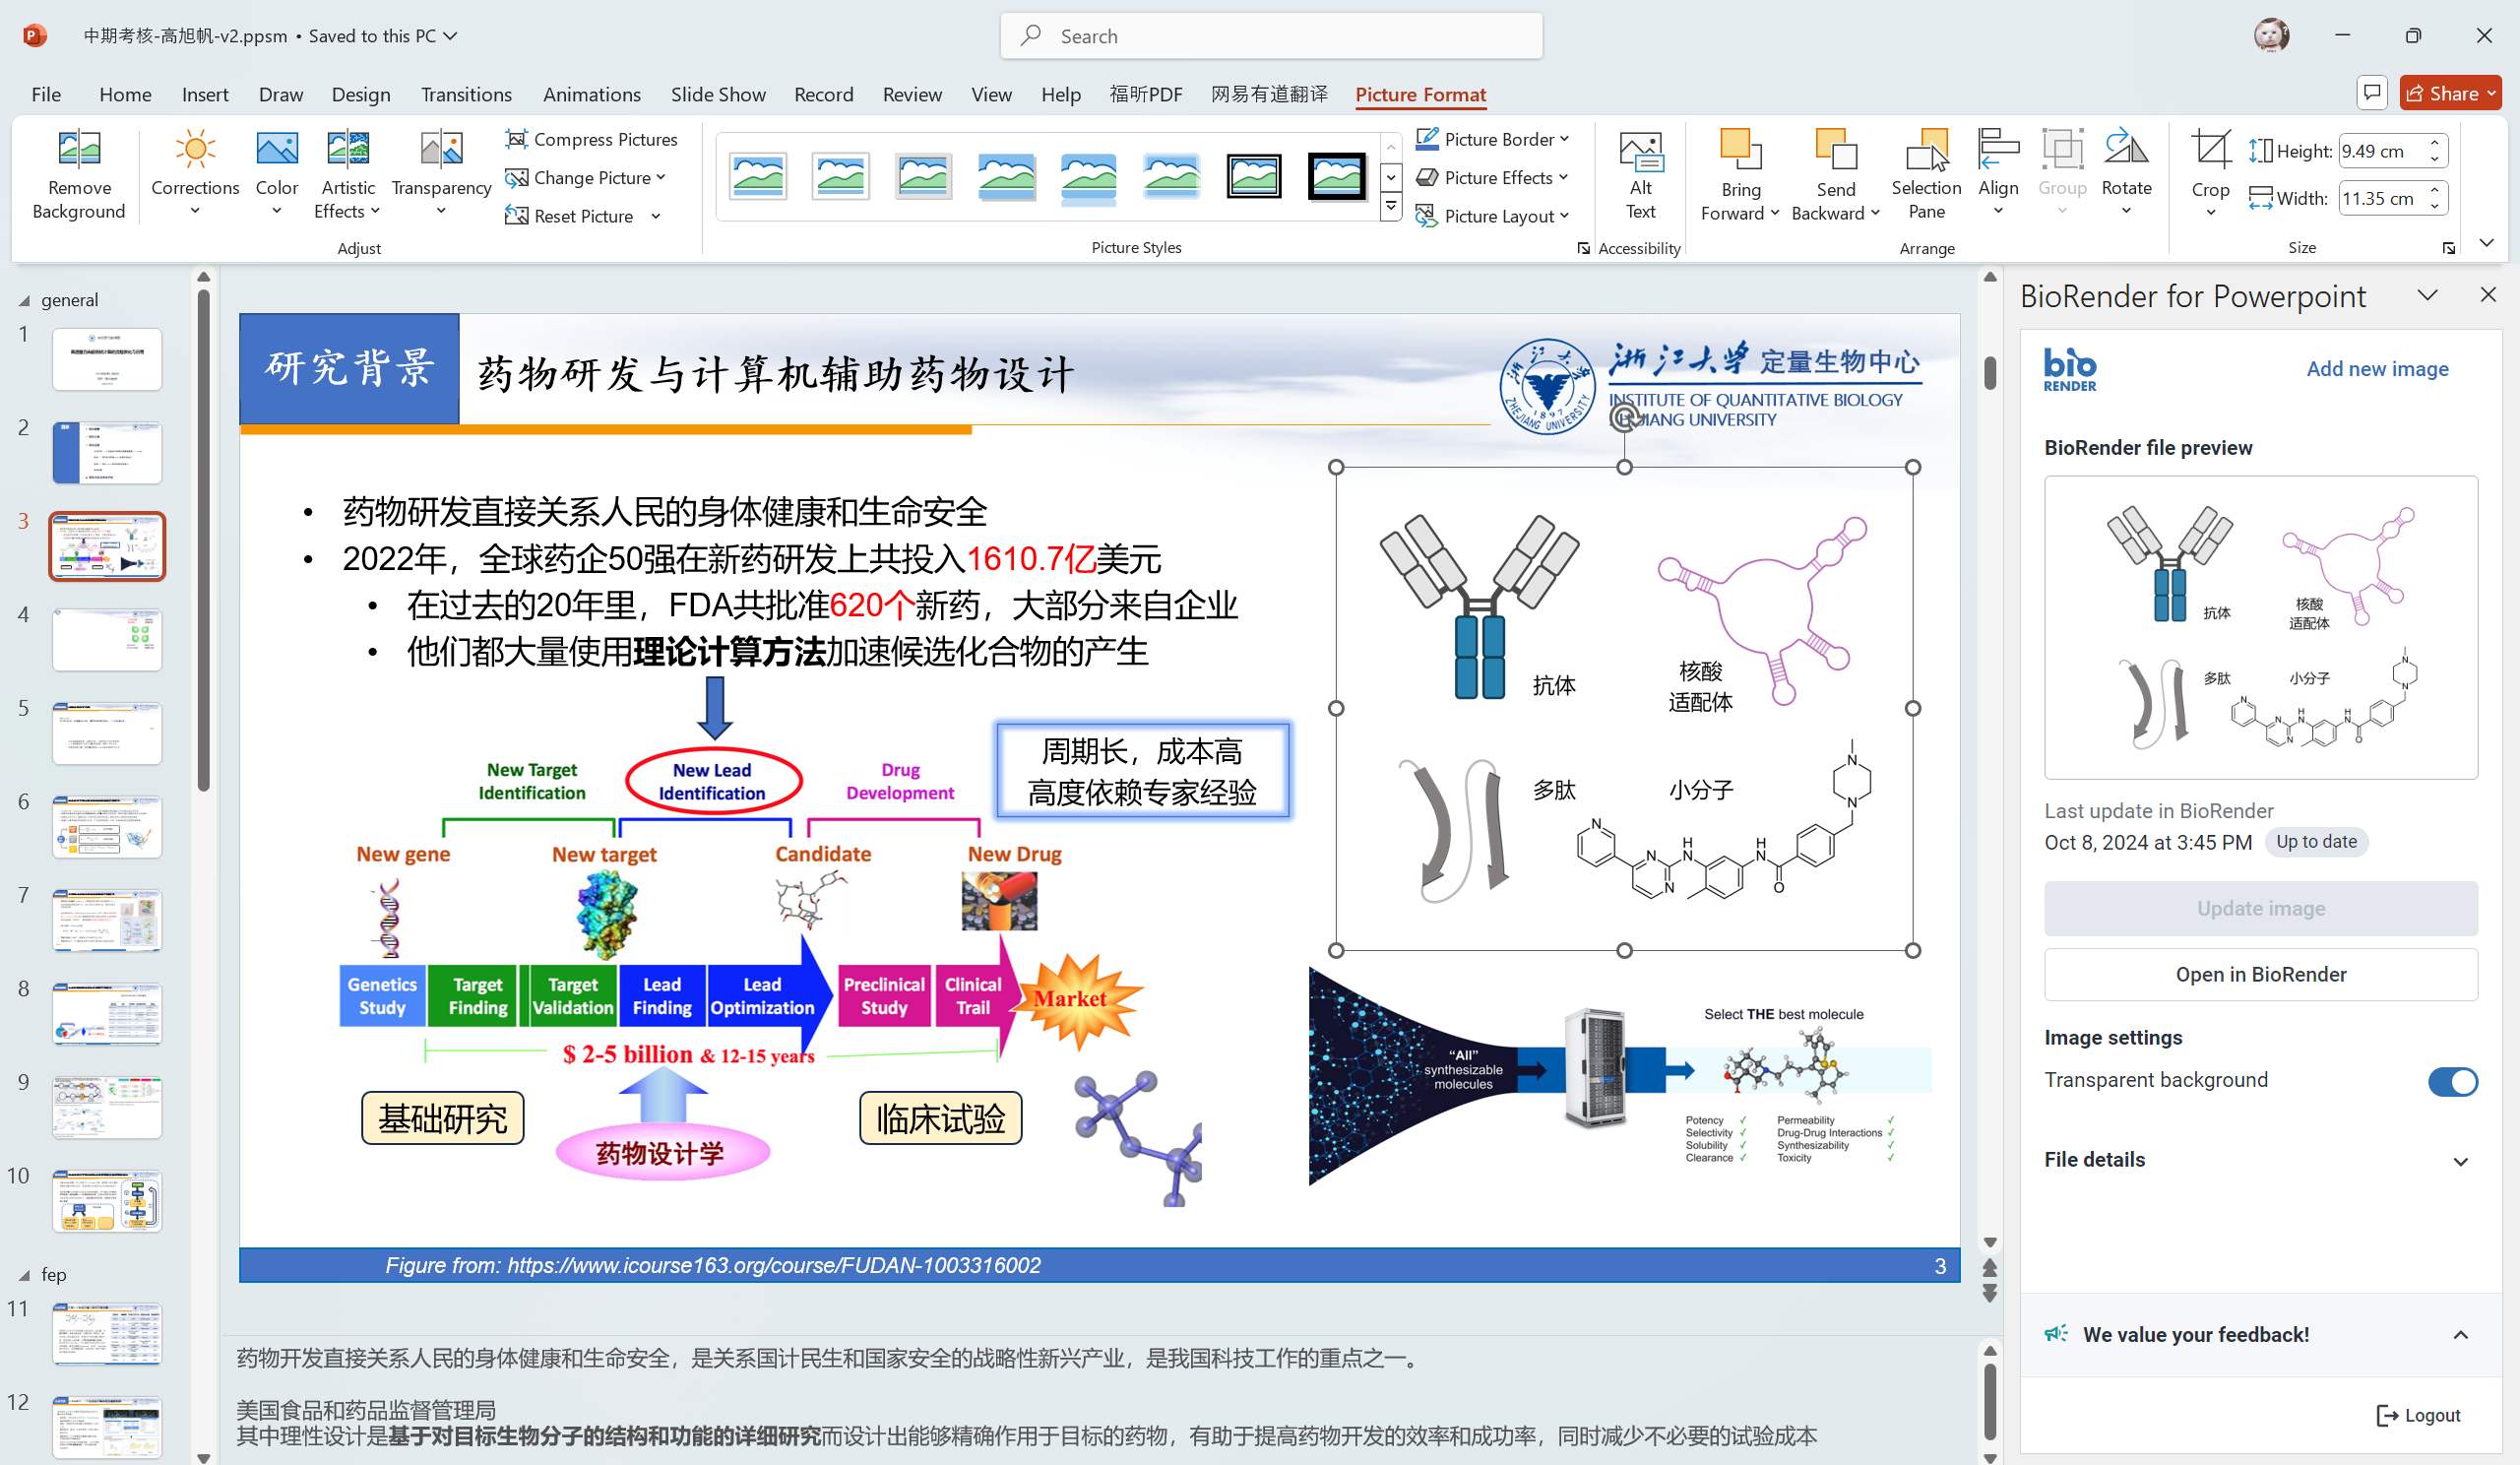 中期考核-高旭帆-v2.ppsm • Saved to this PC
Search
File Home Insert Draw Design Transitions Animations Slide Show Record Review View Help 福昕PDF 网易有道翻译 Picture Format
Share
Remove Background
Corrections
Color
Artistic Effects
Transparency
Compress Pictures
Change Picture
Reset Picture
Adjust
Picture Styles
Picture Border
Picture Effects
Picture Layout
Alt Text
Accessibility
Bring Forward
Send Backward
Selection Pane
Align
Group
Rotate
Arrange
Crop
Height: 9.49 cm
Width: 11.35 cm
Size
general
1
2
3
4
5
6
7
8
9
10
fep
11
12
研究背景
药物研发与计算机辅助药物设计
浙江大学 定量生物中心
INSTITUTE OF QUANTITATIVE BIOLOGY
JIANG UNIVERSITY
浙江大学
ZHEJIANG UNIVERSITY
1897
• 药物研发直接关系人民的身体健康和生命安全
• 2022年，全球药企50强在新药研发上共投入1610.7亿美元
• 在过去的20年里，FDA共批准620个新药，大部分来自企业
• 他们都大量使用理论计算方法加速候选化合物的产生
New Target
Identification
New Lead
Identification
Drug
Development
周期长，成本高
高度依赖专家经验
New gene
New target
Candidate
New Drug
Genetics
Study
Target
Finding
Target
Validation
Lead
Finding
Lead
Optimization
Preclinical
Study
Clinical
Trail
Market
$ 2-5 billion & 12-15 years
基础研究
临床试验
药物设计学
抗体
核酸
适配体
多肽
小分子
N
N
N
H
N
H
N
O
N
N
“All”
synthesizable
molecules
Select THE best molecule
Potency ✓ Permeability ✓
Selectivity ✓ Drug-Drug Interactions ✓
Solubility ✓ Synthesizability ✓
Clearance ✓ Toxicity ✓
Figure from: https://www.icourse163.org/course/FUDAN-1003316002
3
药物开发直接关系人民的身体健康和生命安全，是关系国计民生和国家安全的战略性新兴产业，是我国科技工作的重点之一。
美国食品和药品监督管理局
其中理性设计是基于对目标生物分子的结构和功能的详细研究而设计出能够精确作用于目标的药物，有助于提高药物开发的效率和成功率，同时减少不必要的试验成本
BioRender for Powerpoint
bio
RENDER
Add new image
BioRender file preview
抗体
核酸
适配体
多肽
小分子
Last update in BioRender
Oct 8, 2024 at 3:45 PM Up to date
Update image
Open in BioRender
Image settings
Transparent background
File details
We value your feedback!
Logout